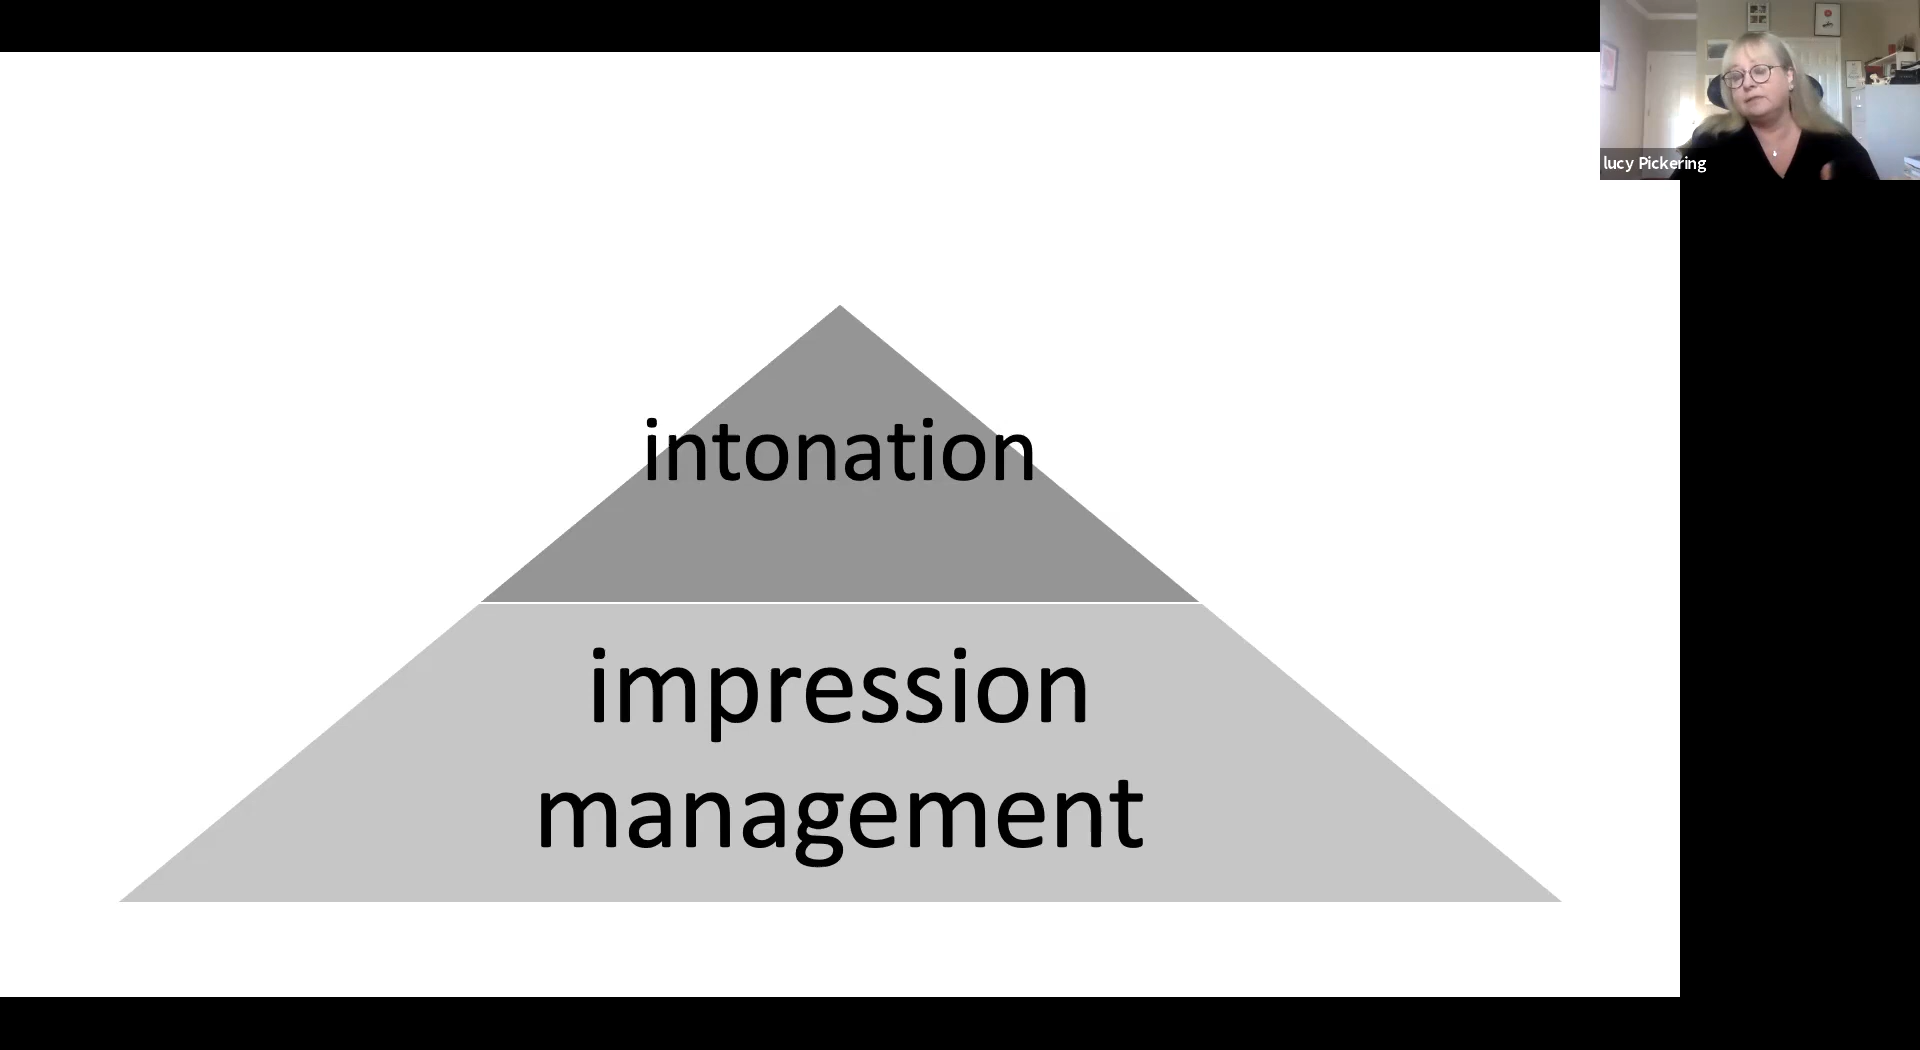 lucy Pickering
intonation
impression
management